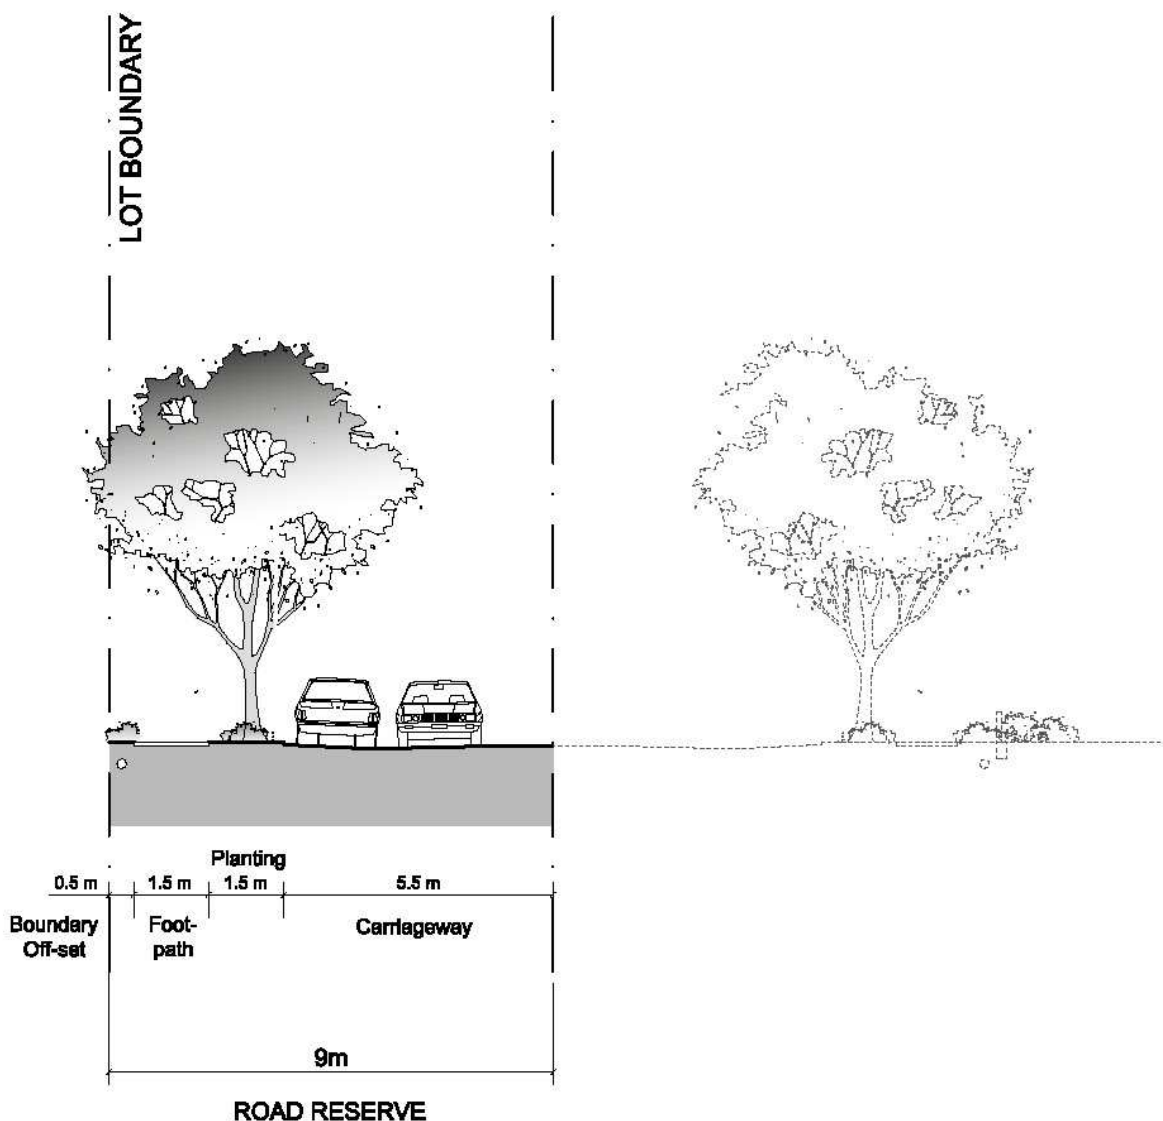 LOT BOUNDARY
Planting
0.5 m 1.5 m 1.5 m 5.5 m
Boundary
Off-set
Foot-
path
Carriageway
9m
ROAD RESERVE